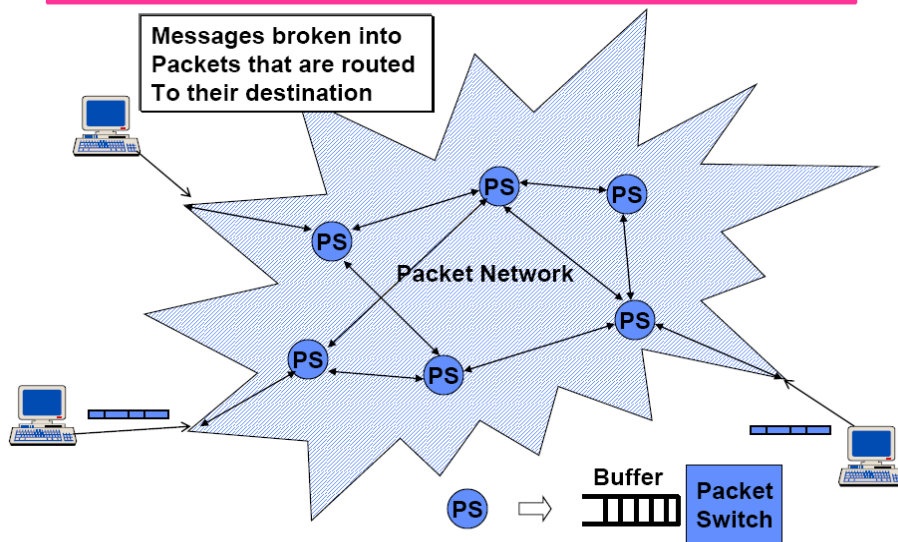 Messages broken into
Packets that are routed
To their destination
PS
PS
PS
Packet Network
PS
PS
PS
Buffer
PS
Packet
Switch